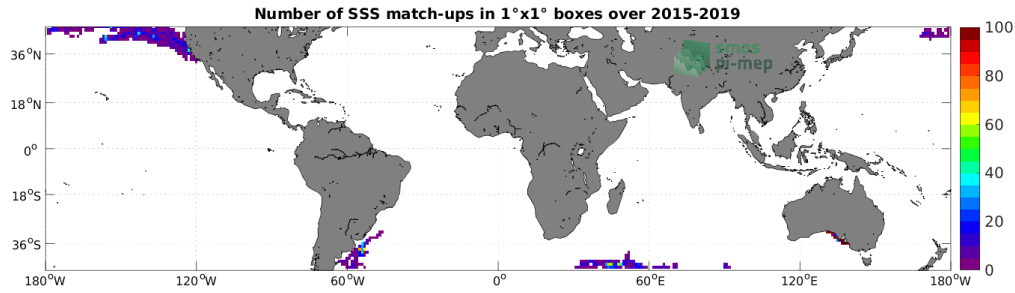 Number of SSS match-ups in 1°x1° boxes over 2015-2019
smos
pi-mep
36°N
18°N
0°
18°S
36°S
180°W
120°W
60°W
0°
60°E
120°E
180°E
100
80
60
40
20
0